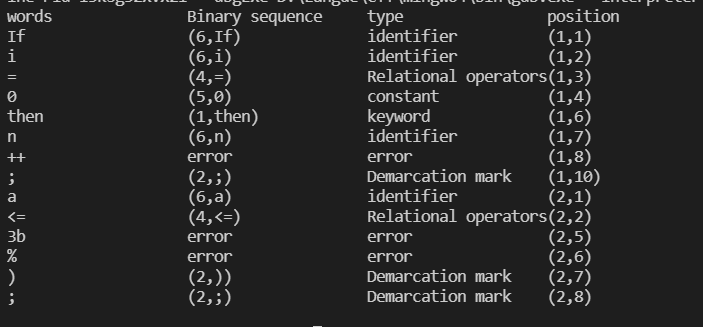 words Binary sequence type position
If (6,If) identifier (1,1)
i (6,i) identifier (1,2)
= (4,=) Relational operators(1,3)
0 (5,0) constant (1,4)
then (1,then) keyword (1,6)
n (6,n) identifier (1,7)
++ error error (1,8)
; (2,;) Demarcation mark (1,10)
a (6,a) identifier (2,1)
<= (4,<=) Relational operators(2,2)
3b error error (2,5)
% error error (2,6)
) (2,)) Demarcation mark (2,7)
; (2,;) Demarcation mark (2,8)